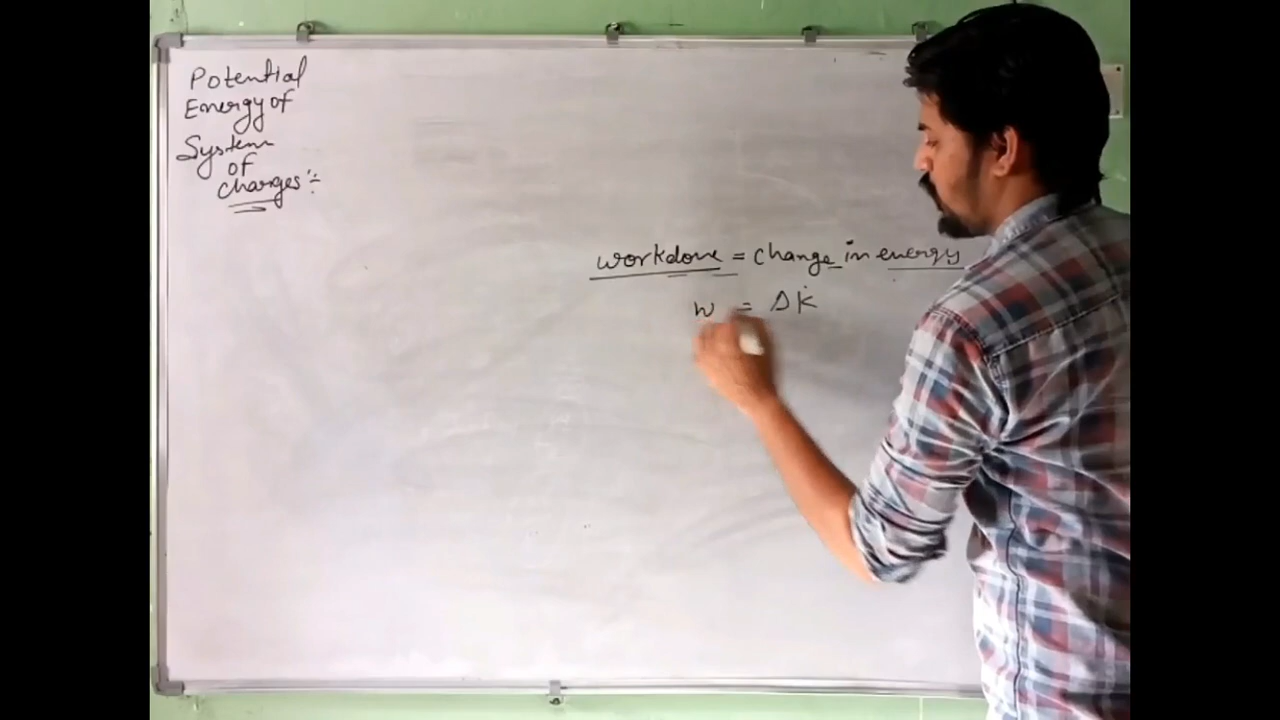 Potential
Energy of
System
of
charges :-
workdone = change in energy
W = ΔK